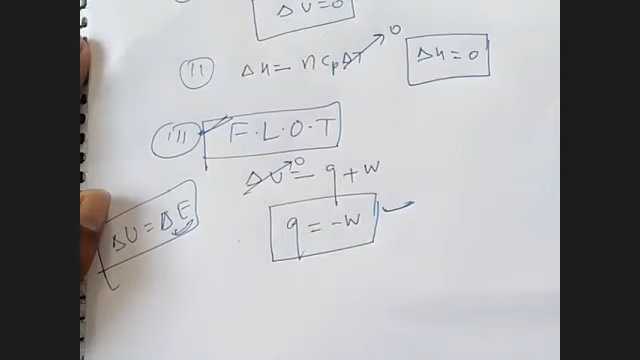 ΔU=0
(II) ΔH= nCpΔT 0 ΔH=0
(III) F.L.O.T
ΔU 0 = q+W
ΔU=ΔE q = -W